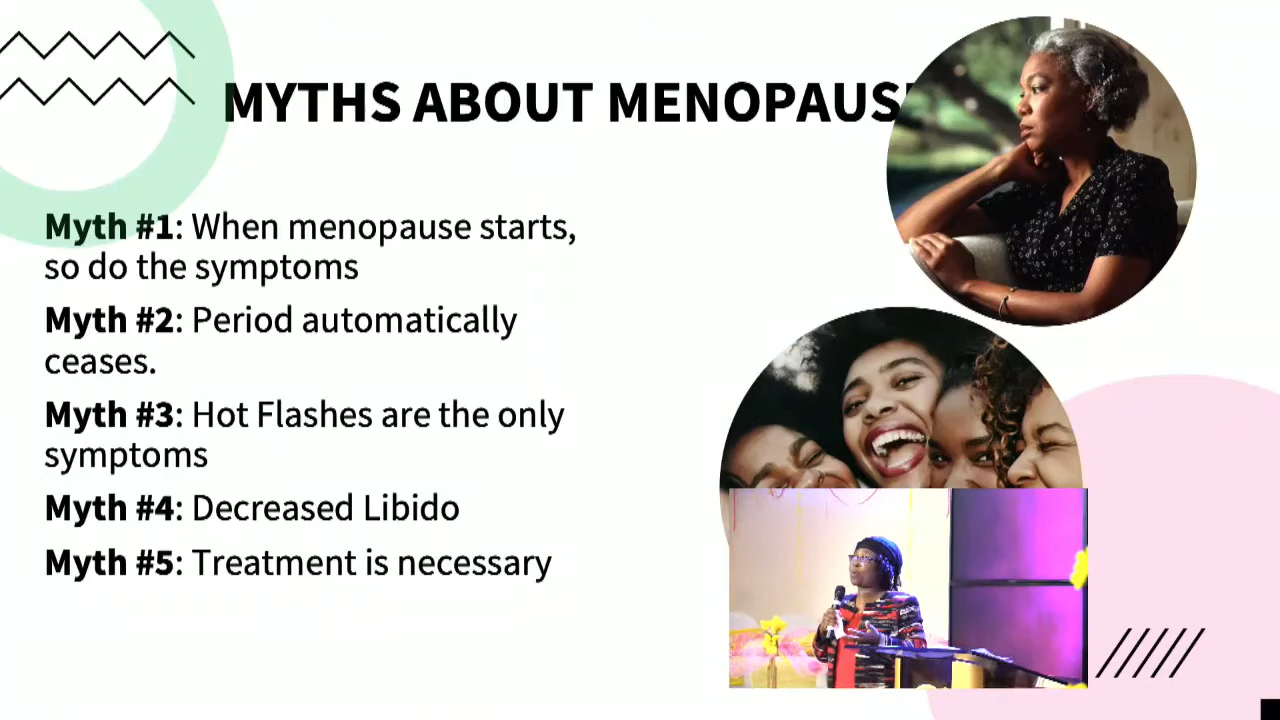 MYTHS ABOUT MENOPAUS
Myth #1: When menopause starts,
so do the symptoms
Myth #2: Period automatically
ceases.
Myth #3: Hot Flashes are the only
symptoms
Myth #4: Decreased Libido
Myth #5: Treatment is necessary